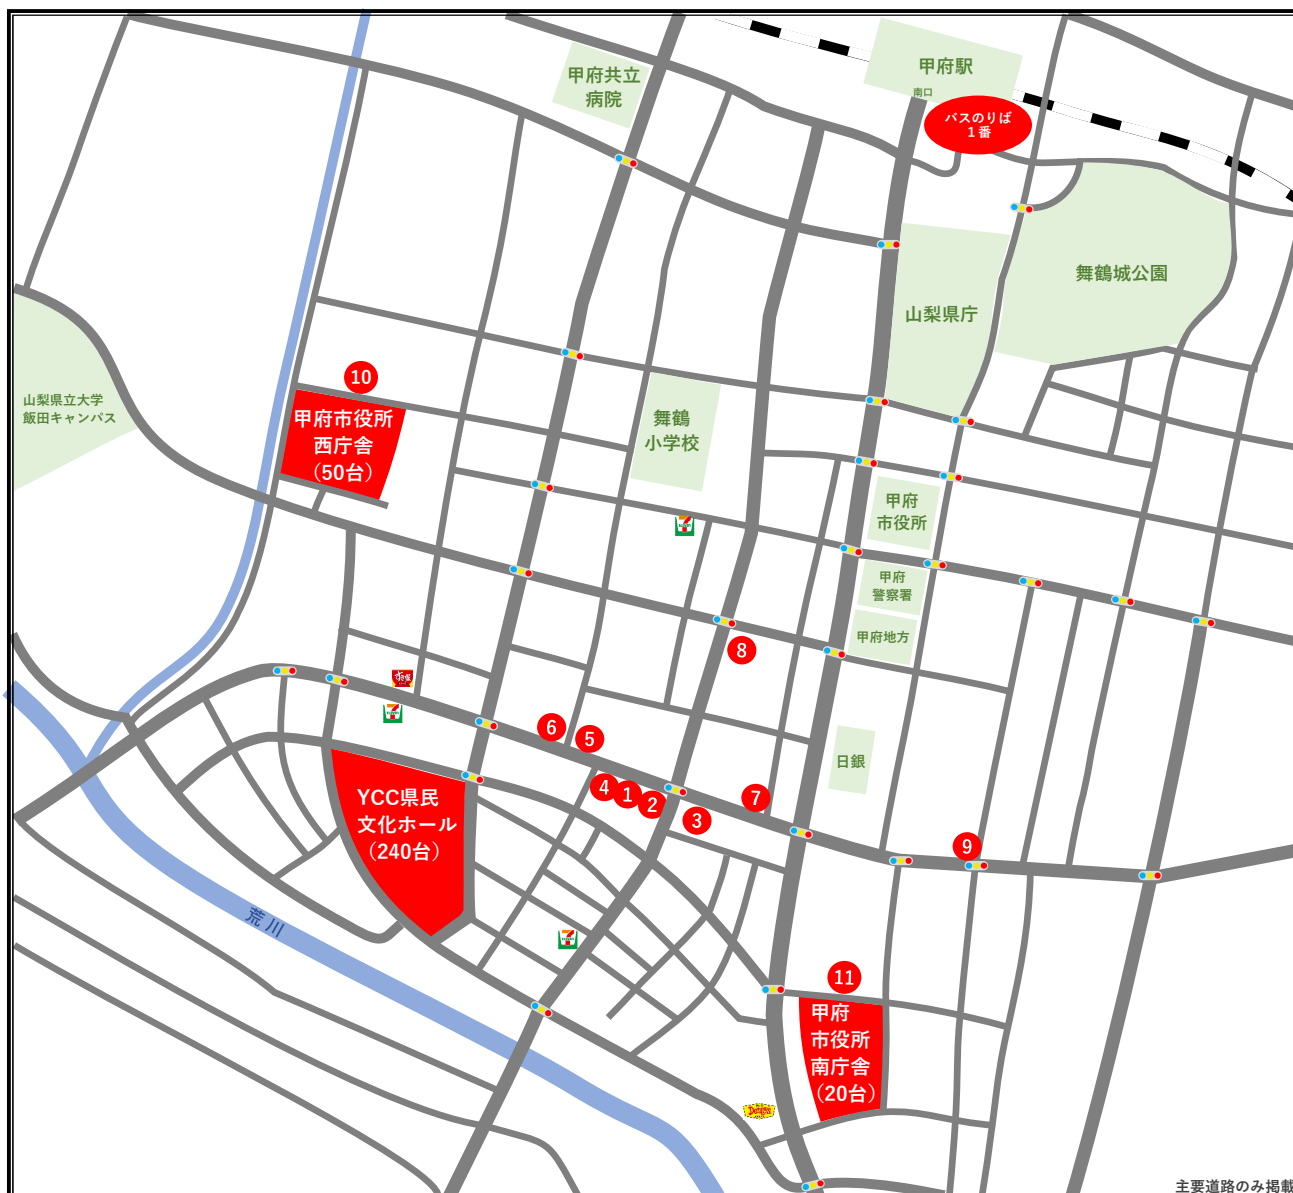 甲府共立
病院
甲府駅
南口
バスのりば
1番
舞鶴城公園
山梨県庁
山梨県立大学
飯田キャンパス
10
甲府市役所
西庁舎
（50台）
舞鶴
小学校
甲府
市役所
甲府
警察署
甲府地方
8
すき家
6
5
日銀
4
1
2
7
3
YCC県民
文化ホール
（240台）
9
荒川
11
甲府
市役所
南庁舎
（20台）
Denny's
主要道路のみ掲載